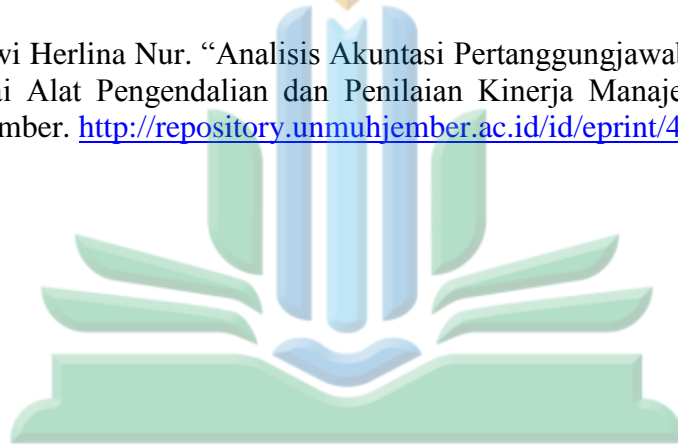 wi Herlina Nur. “Analisis Akuntasi Pertanggungjawab
ai Alat Pengendalian dan Penilaian Kinerja Manaje
mber. http://repository.unmuhjember.ac.id/id/eprint/4